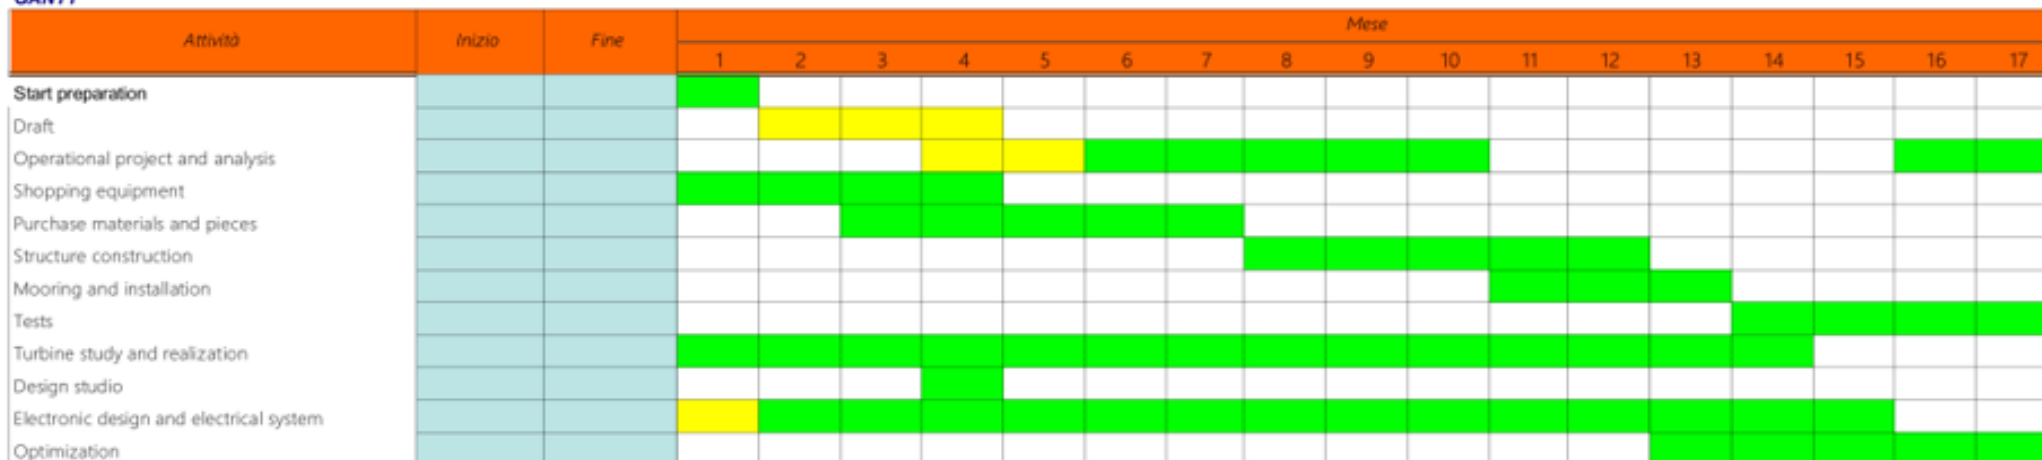 GANTT
Attività Inizio Fine Mese
1 2 3 4 5 6 7 8 9 10 11 12 13 14 15 16 17
Start preparation
Draft
Operational project and analysis
Shopping equipment
Purchase materials and pieces
Structure construction
Mooring and installation
Tests
Turbine study and realization
Design studio
Electronic design and electrical system
Optimization